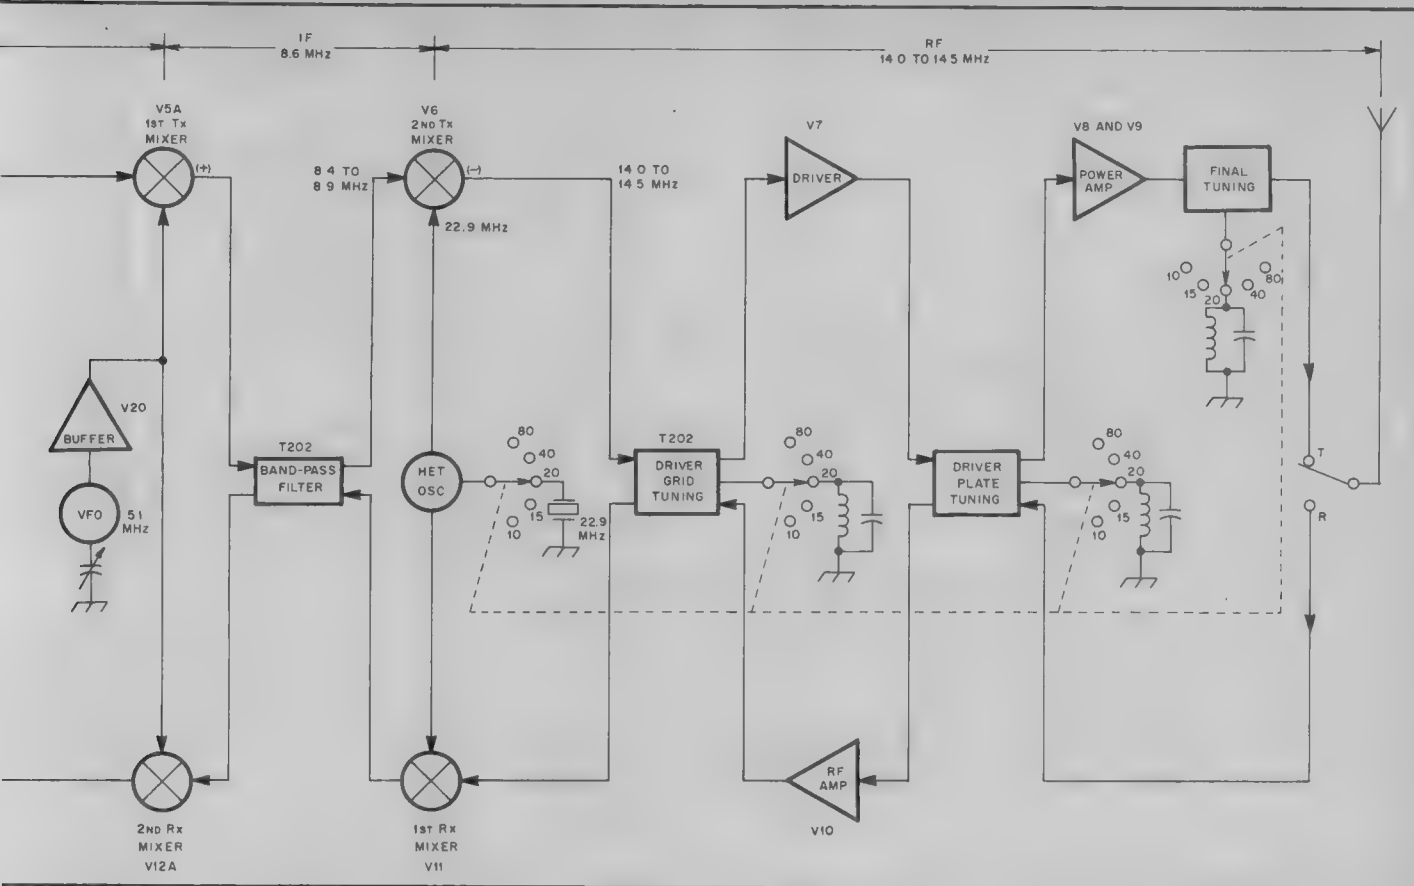 IF
8.6 MHz
RF
14 0 TO 14 5 MHz
V5A
1ST Tx
MIXER
(+)
V6
2ND Tx
MIXER
(-)
8 4 TO
8 9 MHz
22.9 MHz
14 0 TO
14 5 MHz
V7
DRIVER
V8 AND V9
POWER
AMP
FINAL
TUNING
10
15
20
40
80
V20
BUFFER
VFO
5 1
MHz
T202
BAND-PASS
FILTER
HET
OSC
80
40
20
15
10
22.9
MHz
T202
DRIVER
GRID
TUNING
80
40
20
15
10
DRIVER
PLATE
TUNING
80
40
20
15
10
T
R
2ND Rx
MIXER
V12A
1ST Rx
MIXER
V11
RF
AMP
V10